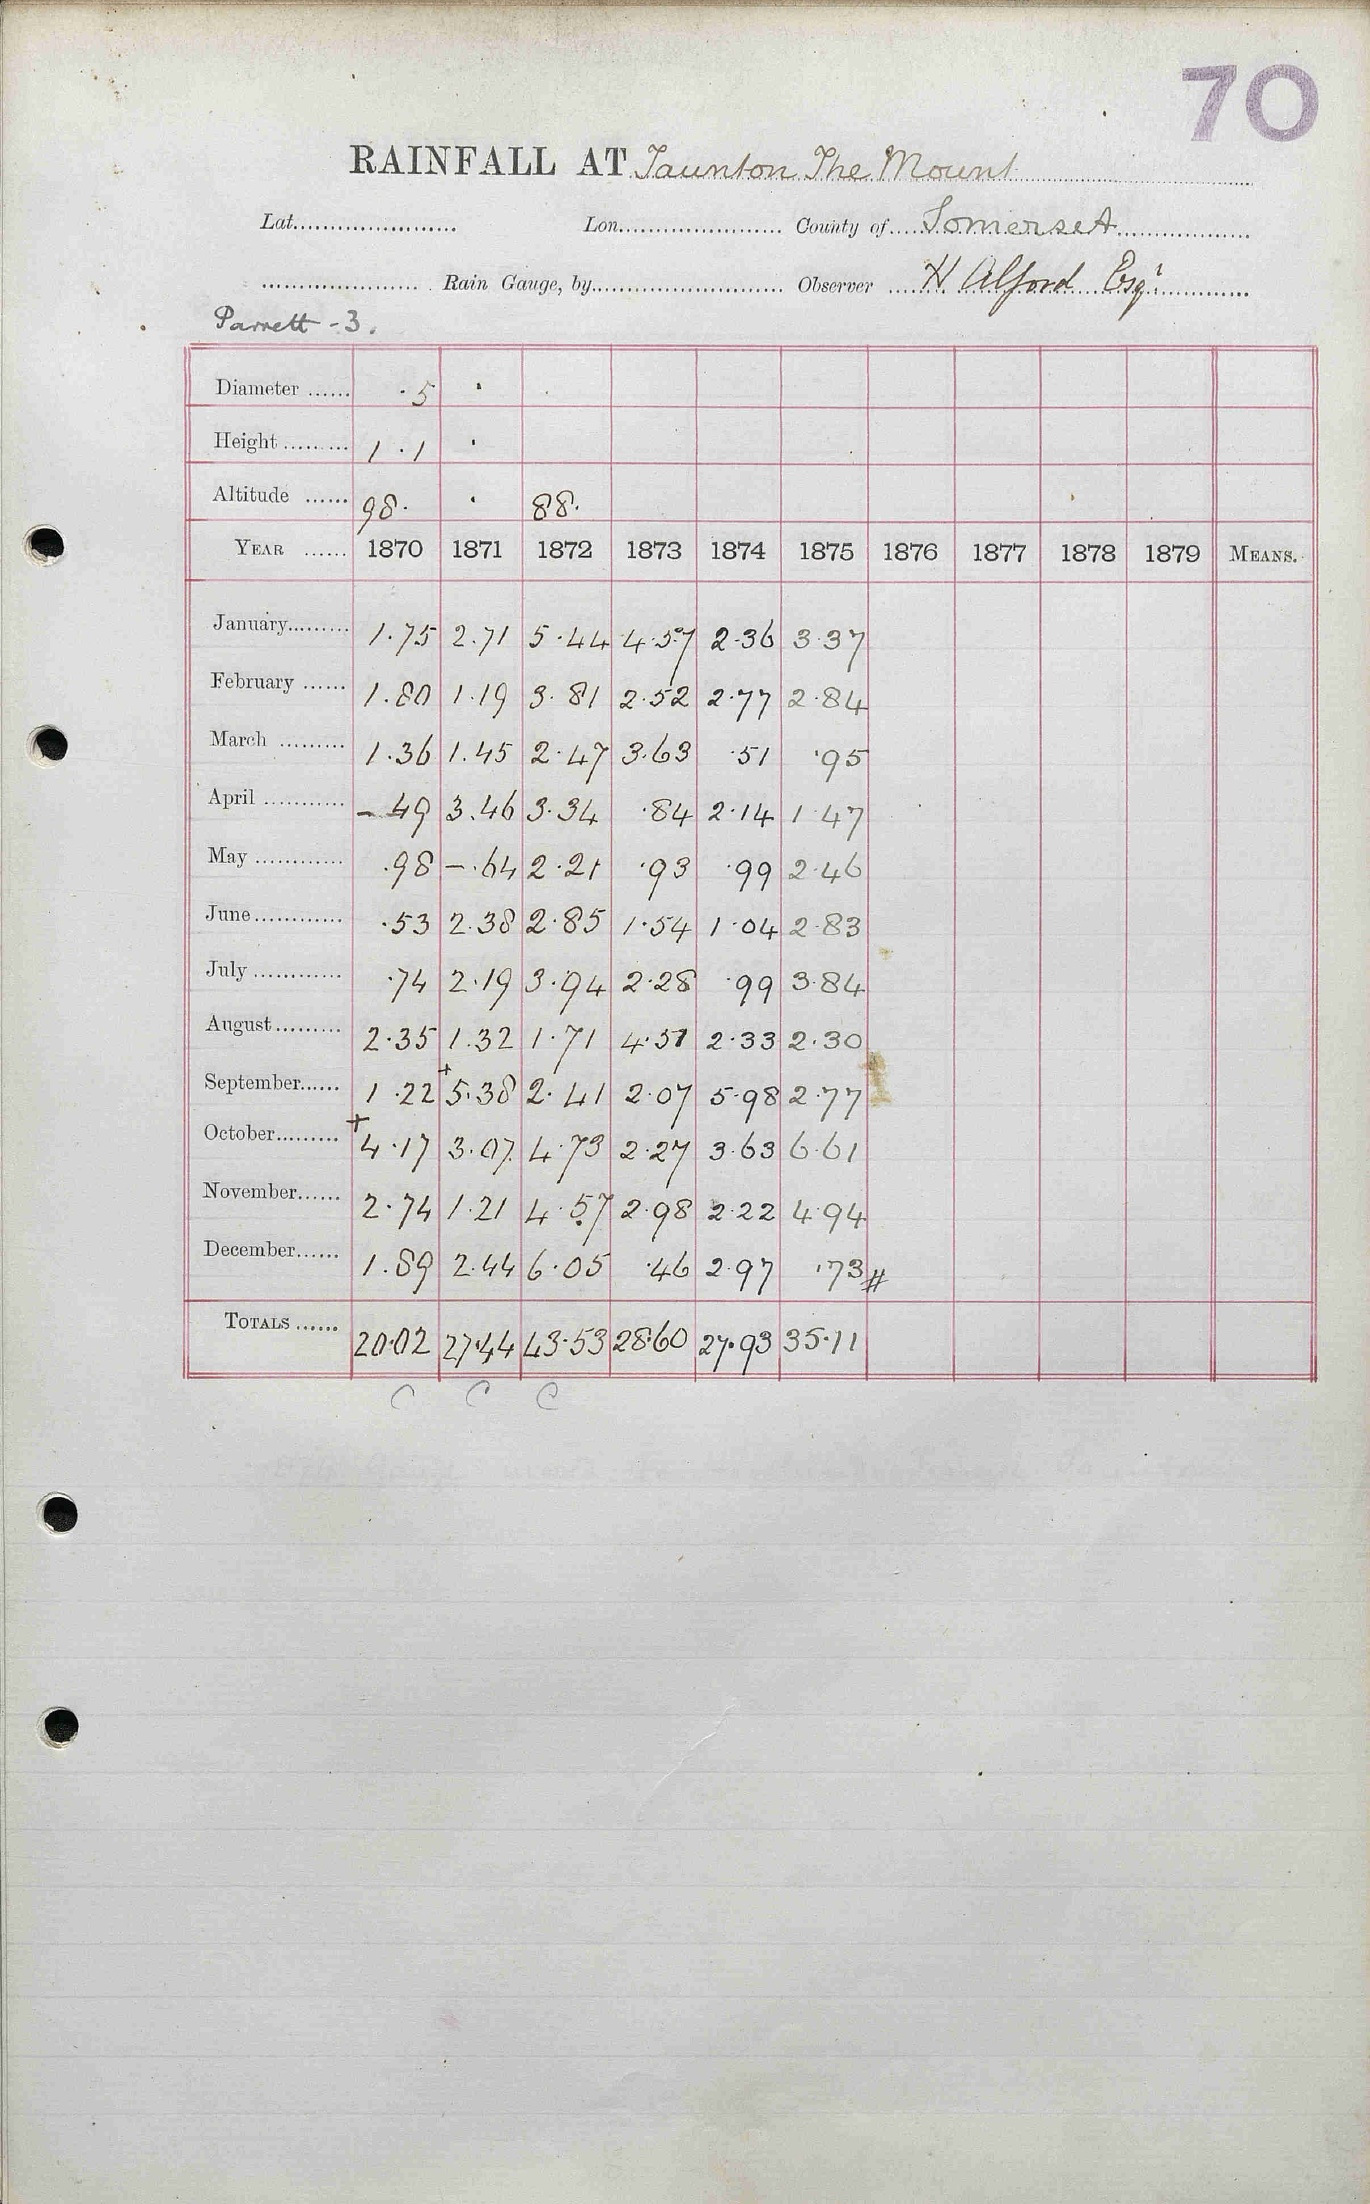 70
RAINFALL AT Taunton The Mount
Lat. Lon. County of Somerset
Rain Gauge, by Observer H Alford Esqr
Parrett - 3.
Diameter ...... ·5 ·
Height ......... 1 ·1 ·
Altitude ...... 98· · 88·
YEAR ...... 1870 1871 1872 1873 1874 1875 1876 1877 1878 1879 MEANS.
January......... 1·75 2.71 5·44 4·57 2·36 3·37
February ...... 1.80 1.19 3.81 2·52 2·77 2·84
March ......... 1.36 1.45 2·47 3.63 ·51 ·95
April ........... – 49 3.46 3.34 ·84 2·14 1·47
May ............ .98 –.64 2·21 ·93 ·99 2·46
June............ ·53 2.38 2·85 1·54 1·04 2·83
July ............ ·74 2·19 3·94 2·28 ·99 3·84
August......... 2·35 1.32 1·71 4·51 2·33 2·30
September...... 1·22 +5.38 2·41 2·07 5·98 2·77
October......... +4·17 3.07 4·73 2·27 3·63 6·61
November...... 2·74 1·21 4·57 2·98 2·22 4·94
December...... 1.89 2.44 6·05 ·46 2·97 ·73 #
TOTALS ...... 20·02 27·44 43·53 28·60 27·93 35·11
C C C